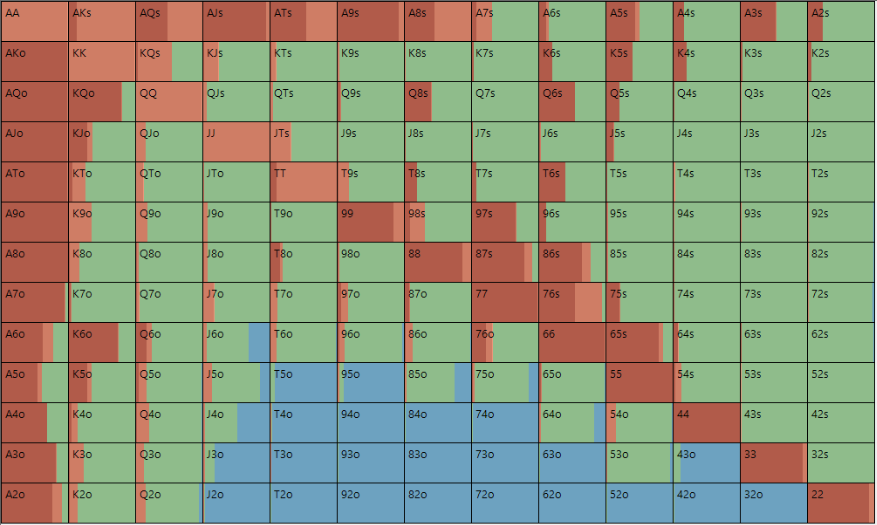 AA AKs AQs AJs ATs A9s A8s A7s A6s A5s A4s A3s A2s
AKo KK KQs KJs KTs K9s K8s K7s K6s K5s K4s K3s K2s
AQo KQo QQ QJs QTs Q9s Q8s Q7s Q6s Q5s Q4s Q3s Q2s
AJo KJo QJo JJ JTs J9s J8s J7s J6s J5s J4s J3s J2s
ATo KTo QTo JTo TT T9s T8s T7s T6s T5s T4s T3s T2s
A9o K9o Q9o J9o T9o 99 98s 97s 96s 95s 94s 93s 92s
A8o K8o Q8o J8o T8o 98o 88 87s 86s 85s 84s 83s 82s
A7o K7o Q7o J7o T7o 97o 87o 77 76s 75s 74s 73s 72s
A6o K6o Q6o J6o T6o 96o 86o 76o 66 65s 64s 63s 62s
A5o K5o Q5o J5o T5o 95o 85o 75o 65o 55 54s 53s 52s
A4o K4o Q4o J4o T4o 94o 84o 74o 64o 54o 44 43s 42s
A3o K3o Q3o J3o T3o 93o 83o 73o 63o 53o 43o 33 32s
A2o K2o Q2o J2o T2o 92o 82o 72o 62o 52o 42o 32o 22